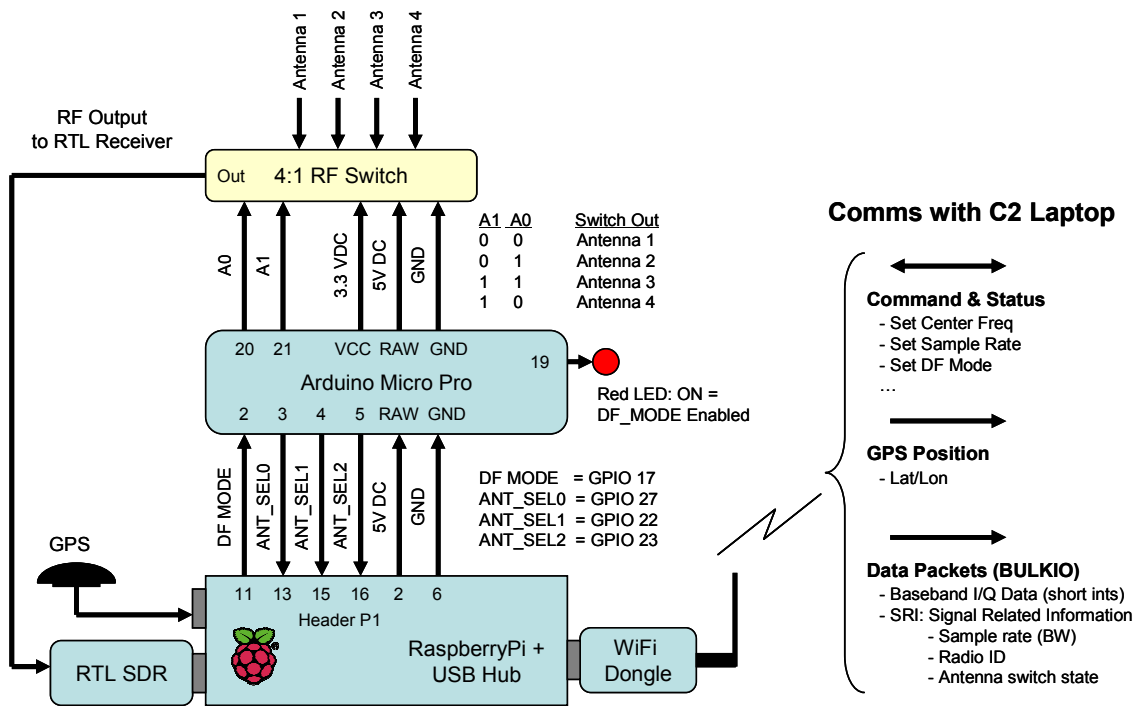 Antenna 1
Antenna 2
Antenna 3
Antenna 4
RF Output
to RTL Receiver
Out
4:1 RF Switch
A0
A1
3.3 VDC
5V DC
GND
A1 A0 Switch Out
0 0 Antenna 1
0 1 Antenna 2
1 1 Antenna 3
1 0 Antenna 4
20 21 VCC RAW GND
19
Arduino Micro Pro
2 3 4 5 RAW GND
Red LED: ON =
DF_MODE Enabled
DF MODE
ANT_SEL0
ANT_SEL1
ANT_SEL2
5V DC
GND
DF MODE = GPIO 17
ANT_SEL0 = GPIO 27
ANT_SEL1 = GPIO 22
ANT_SEL2 = GPIO 23
GPS
11 13 15 16 2 6
Header P1
RaspberryPi +
USB Hub
RTL SDR
WiFi
Dongle
Comms with C2 Laptop
Command & Status
- Set Center Freq
- Set Sample Rate
- Set DF Mode
...
GPS Position
- Lat/Lon
Data Packets (BULKIO)
- Baseband I/Q Data (short ints)
- SRI: Signal Related Information
- Sample rate (BW)
- Radio ID
- Antenna switch state